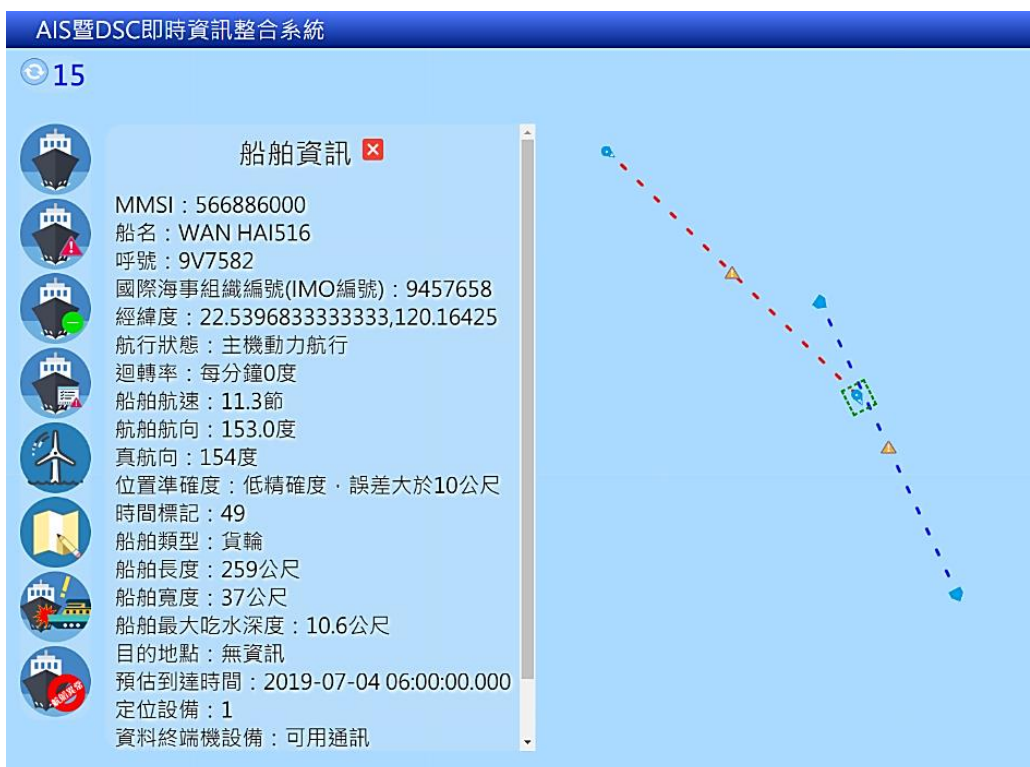 AIS暨DSC即時資訊整合系統
15
船舶資訊
MMSI：566886000
船名：WAN HAI516
呼號：9V7582
國際海事組織編號(IMO編號)：9457658
經緯度：22.5396833333333,120.16425
航行狀態：主機動力航行
迴轉率：每分鐘0度
船舶航速：11.3節
航舶航向：153.0度
真航向：154度
位置準確度：低精確度，誤差大於10公尺
時間標記：49
船舶類型：貨輪
船舶長度：259公尺
船舶寬度：37公尺
船舶最大吃水深度：10.6公尺
目的地點：無資訊
預估到達時間：2019-07-04 06:00:00.000
定位設備：1
資料終端機設備：可用通訊